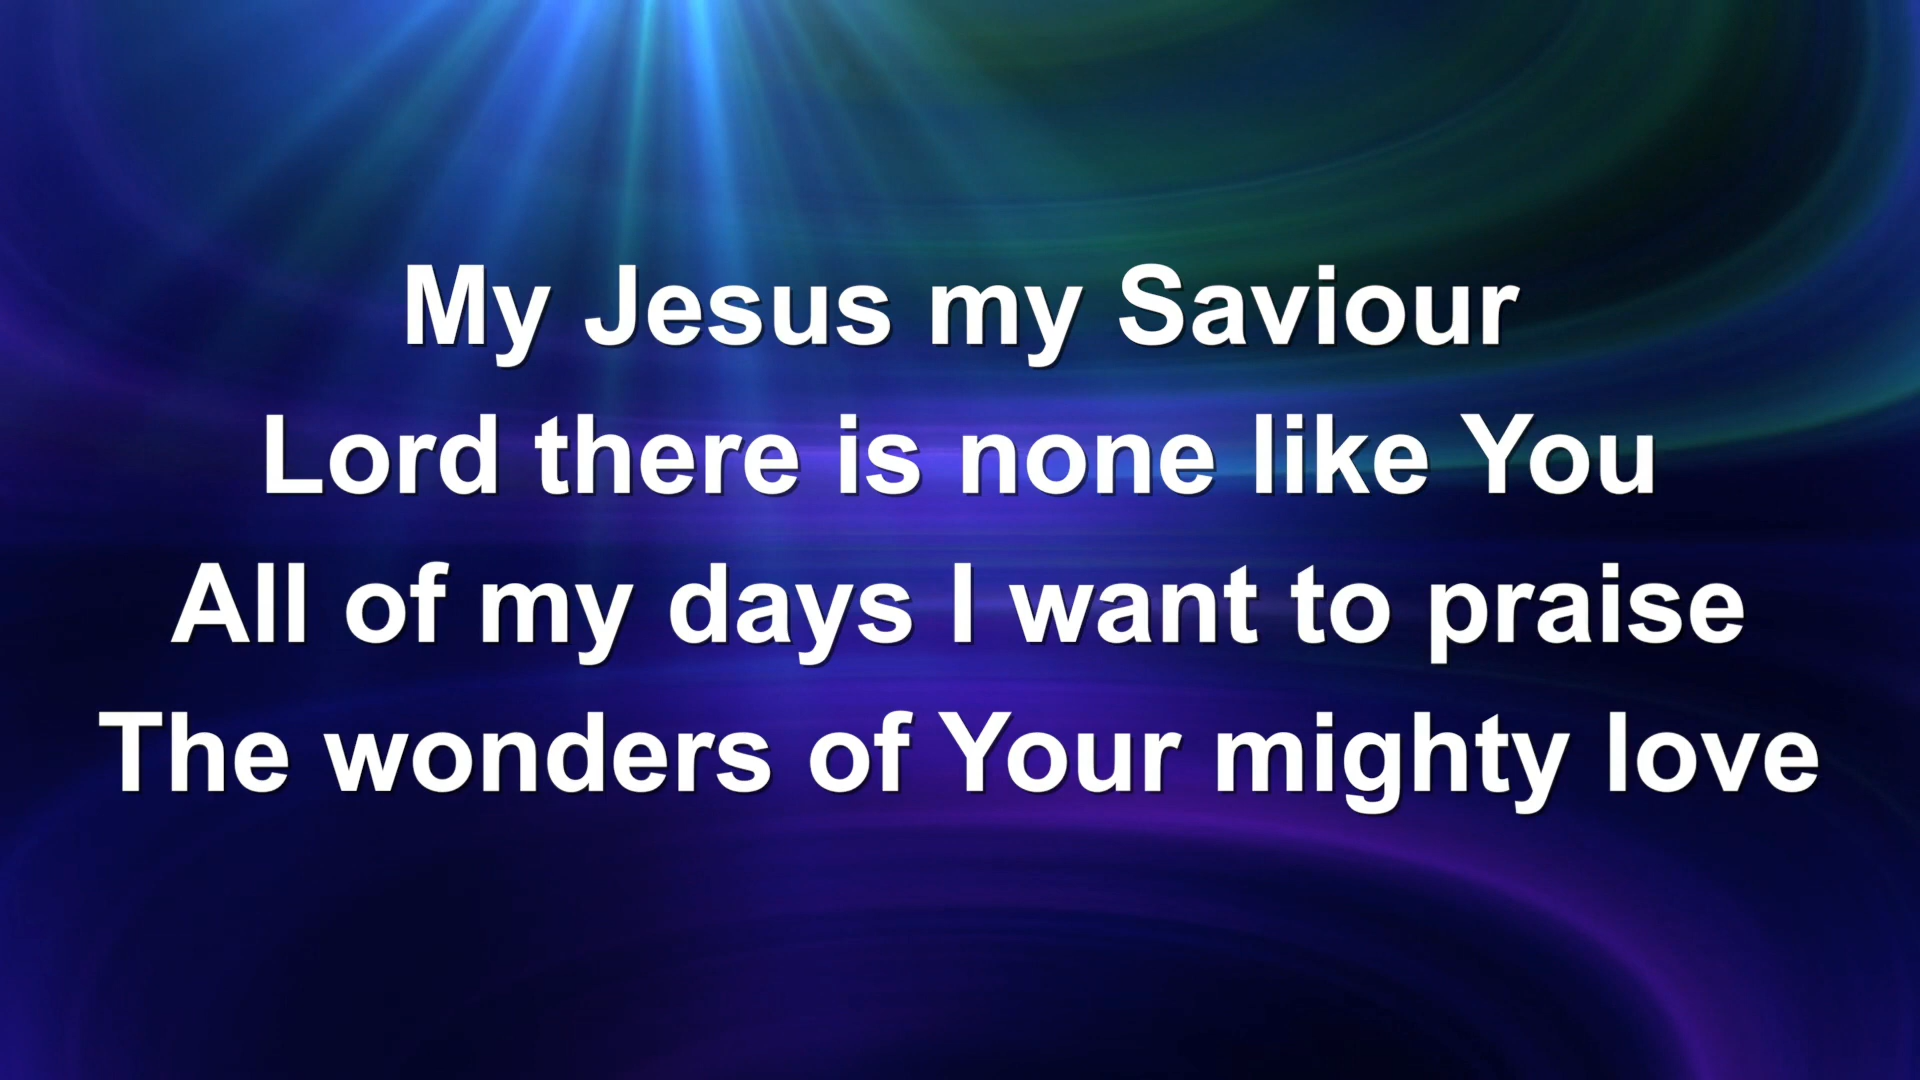 My Jesus my Saviour
Lord there is none like You
All of my days I want to praise
The wonders of Your mighty love